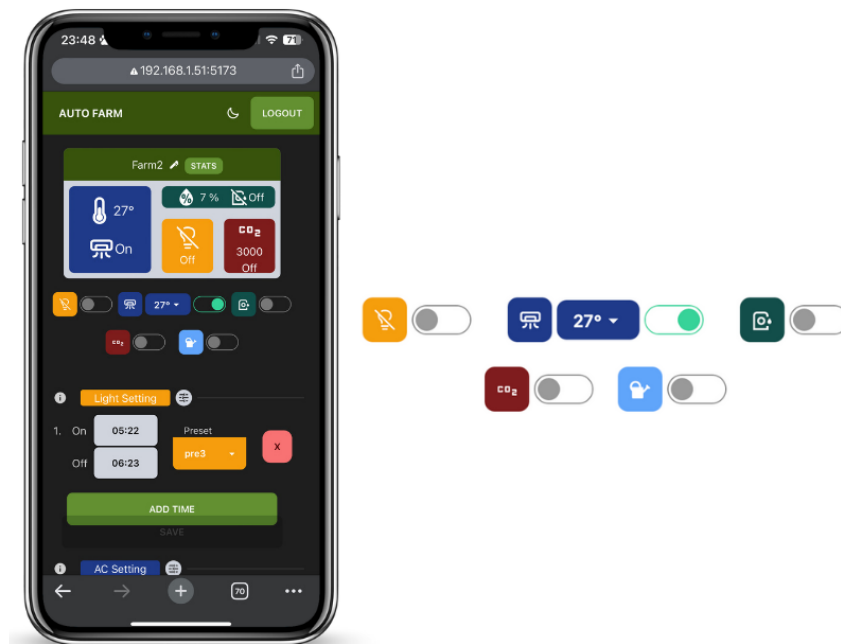 23:48 71
192.168.1.51:5173
AUTO FARM LOGOUT
Farm2 STATS
27°
On
% 7 % Off
Off
CO2
3000
Off
27°
CO2
Light Setting
1. On 05:22
Off 06:23
Preset
pre3
X
ADD TIME
SAVE
AC Setting
70
27°
CO2